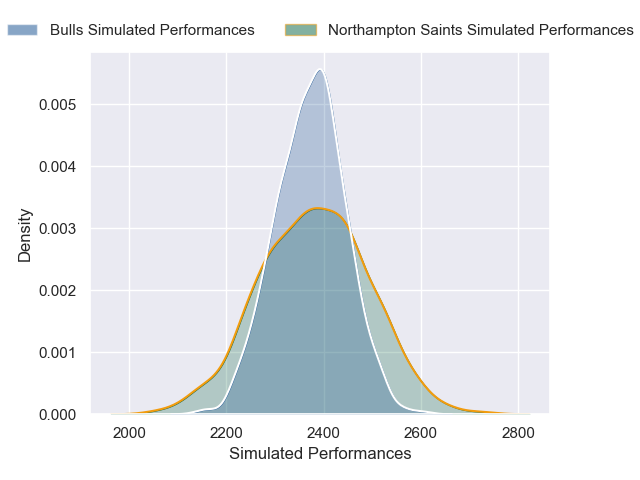 Bulls Simulated Performances
Northampton Saints Simulated Performances
Density
0.005
0.004
0.003
0.002
0.001
0.000
2000
2200
2400
2600
2800
Simulated Performances